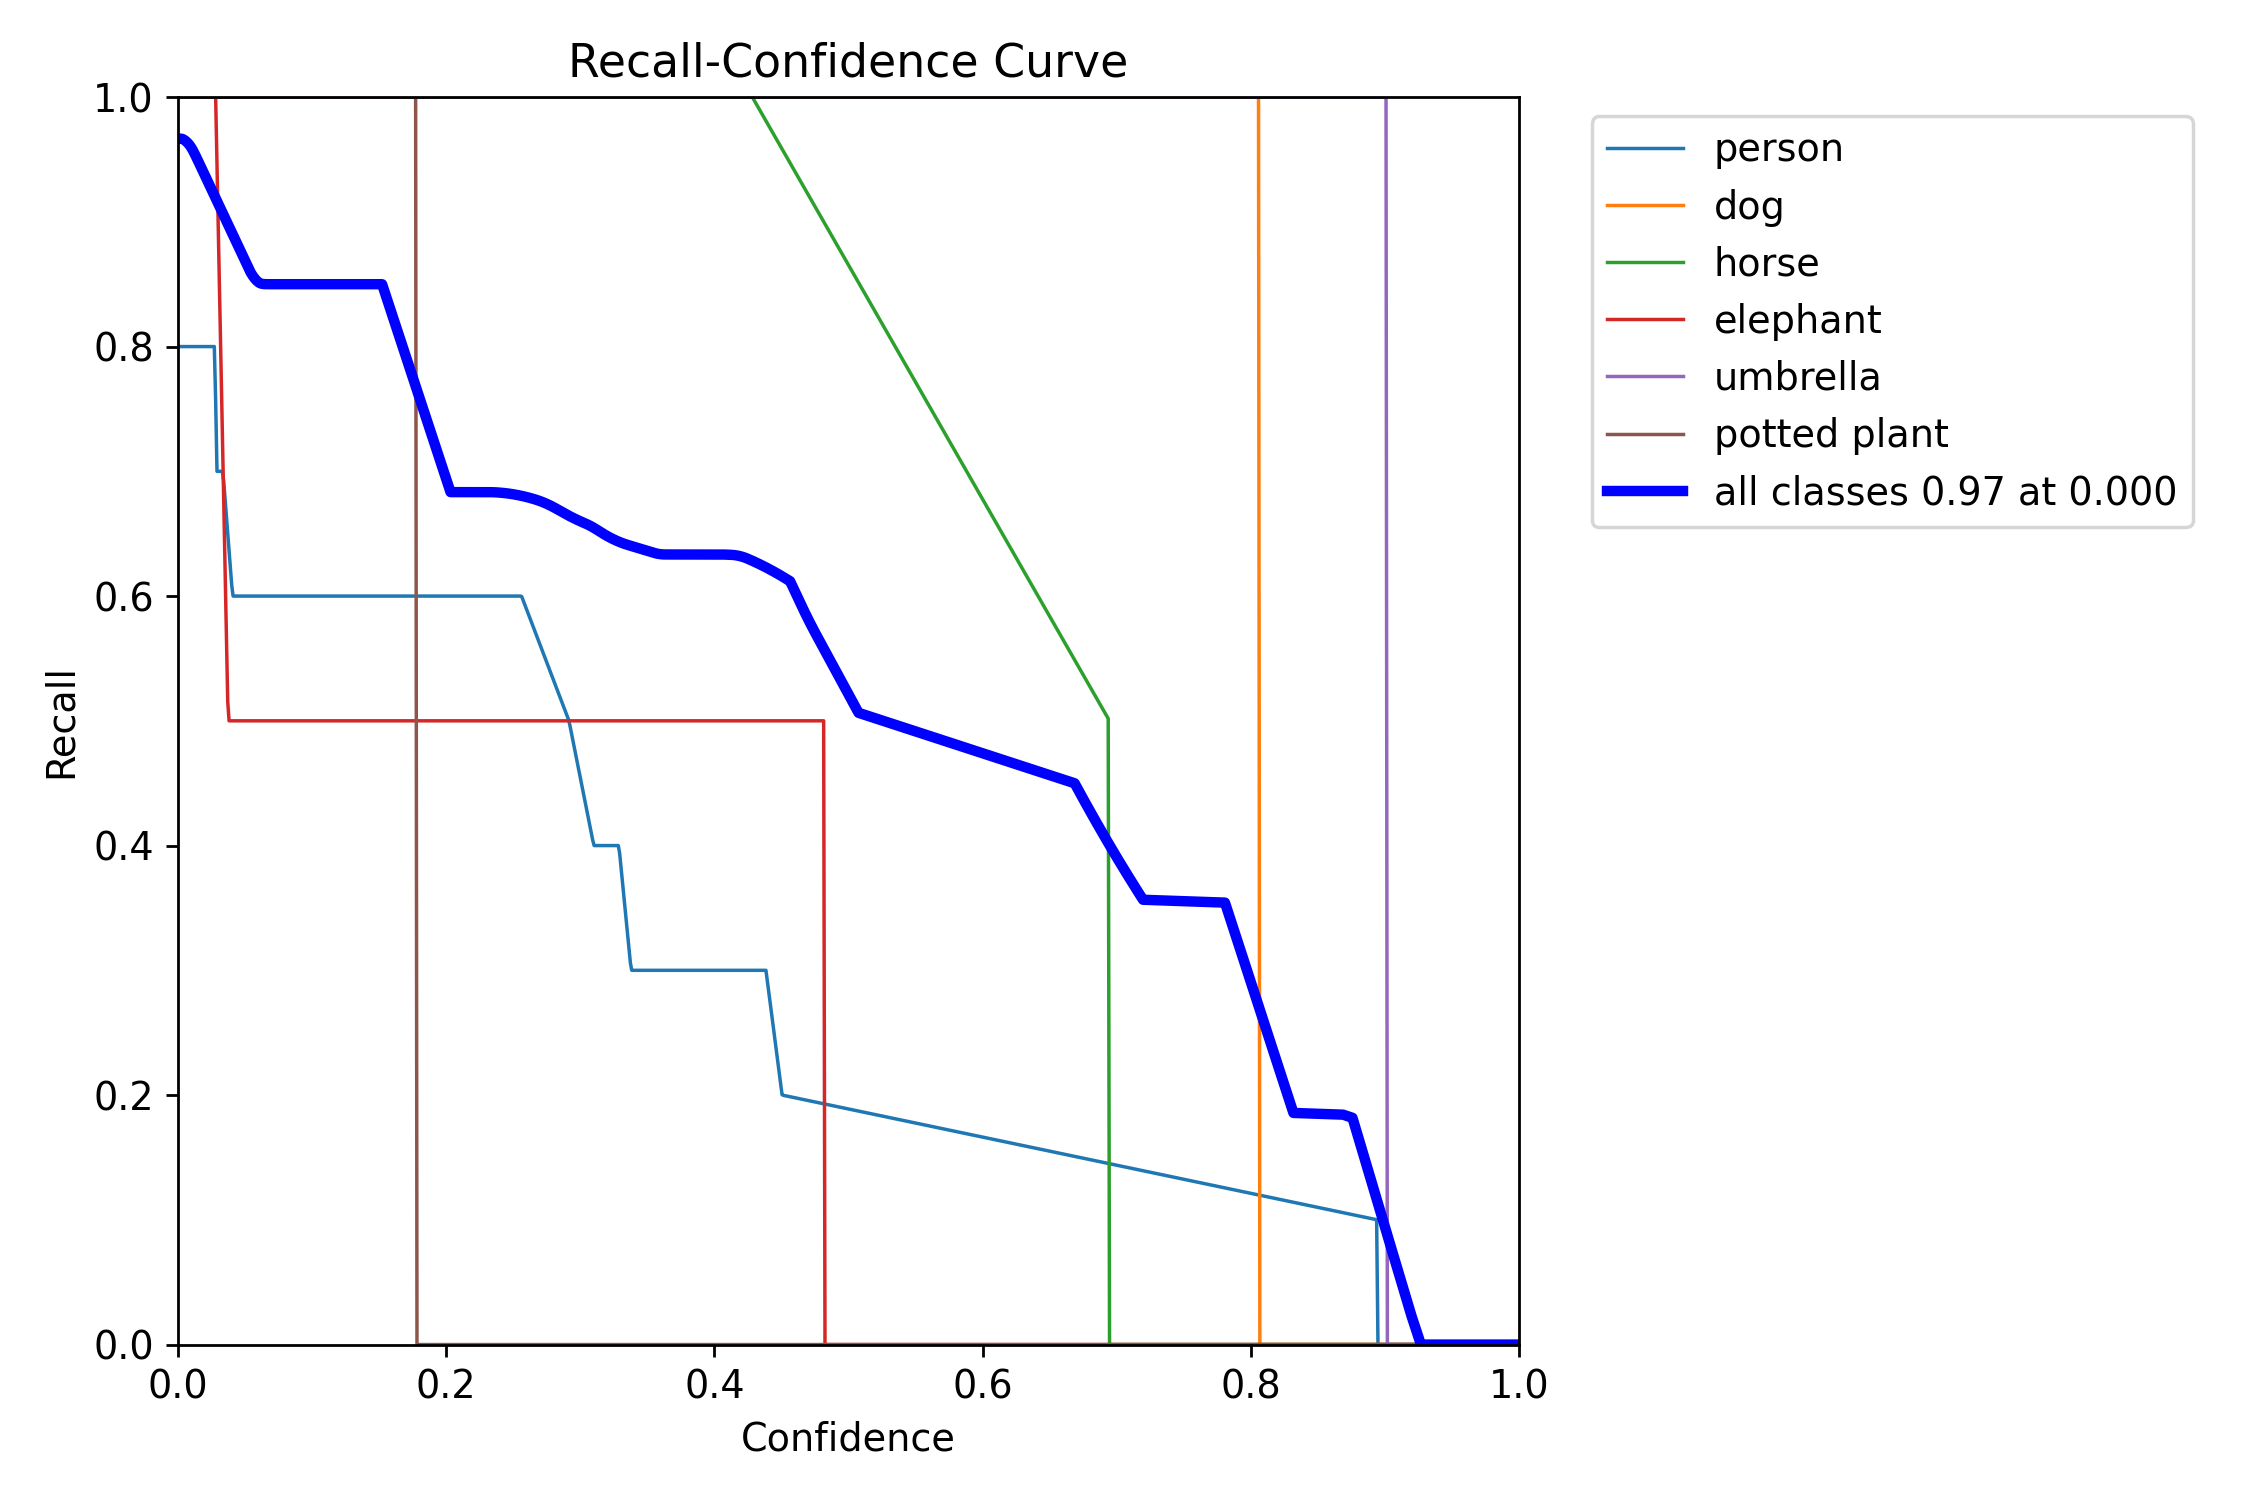 Recall-Confidence Curve
1.0
0.8
0.6
0.4
0.2
0.0
Recall
0.0 0.2 0.4 0.6 0.8 1.0
Confidence
person
dog
horse
elephant
umbrella
potted plant
all classes 0.97 at 0.000